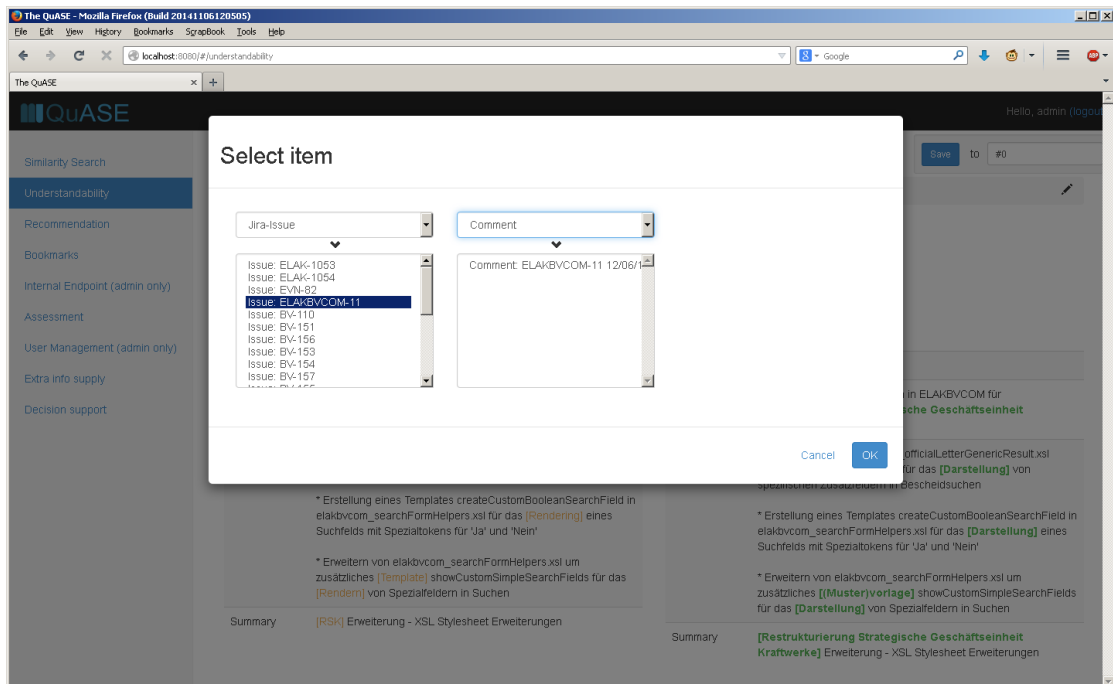 The QuASE - Mozilla Firefox (Build 20141106120505)
File Edit View History Bookmarks ScrapBook Tools Help
localhost:8080/#/understandability
Google
The QuASE
QuASE
Hello, admin (logout
Similarity Search
Understandability
Recommendation
Bookmarks
Internal Endpoint (admin only)
Assessment
User Management (admin only)
Extra info supply
Decision support
Save to #0
Select item
Jira-Issue
Comment
Issue: ELAK-1053
Issue: ELAK-1054
Issue: EVN-82
Issue: ELAKBVCOM-11
Issue: BV-110
Issue: BV-151
Issue: BV-156
Issue: BV-153
Issue: BV-154
Issue: BV-157
Comment: ELAKBVCOM-11 12/06/1
Cancel
OK
in ELAKBVCOM für
sche Geschäftseinheit
officialLetterGenericResult.xsl
für das [Darstellung] von
spezifischen Zusatzfeldern in Bescheidsuchen
* Erstellung eines Templates createCustomBooleanSearchField in
elakbvcom_searchFormHelpers.xsl für das [Rendering] eines
Suchfelds mit Spezialtokens für 'Ja' und 'Nein'
* Erweitern von elakbvcom_searchFormHelpers.xsl um
zusätzliches [Template] showCustomSimpleSearchFields für das
[Rendern] von Spezialfeldern in Suchen
* Erstellung eines Templates createCustomBooleanSearchField in
elakbvcom_searchFormHelpers.xsl für das [Darstellung] eines
Suchfelds mit Spezialtokens für 'Ja' und 'Nein'
* Erweitern von elakbvcom_searchFormHelpers.xsl um
zusätzliches [(Muster)vorlage] showCustomSimpleSearchFields
für das [Darstellung] von Spezialfeldern in Suchen
Summary [RSK] Erweiterung - XSL Stylesheet Erweiterungen
Summary [Restrukturierung Strategische Geschäftseinheit
Kraftwerke] Erweiterung - XSL Stylesheet Erweiterungen